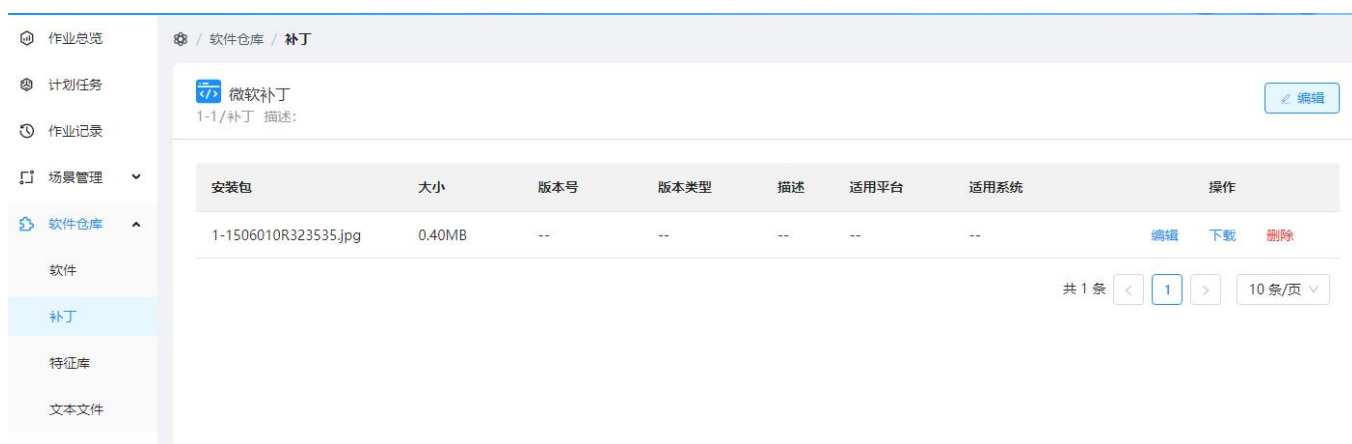 作业总览
计划任务
作业记录
场景管理
软件仓库
软件
补丁
特征库
文本文件
/ 软件仓库 / 补丁
微软补丁
1-1/补丁 描述:
编辑
安装包 大小 版本号 版本类型 描述 适用平台 适用系统 操作
1-1506010R323535.jpg 0.40MB -- -- -- -- -- 编辑 下载 删除
共 1 条 < 1 > 10 条/页